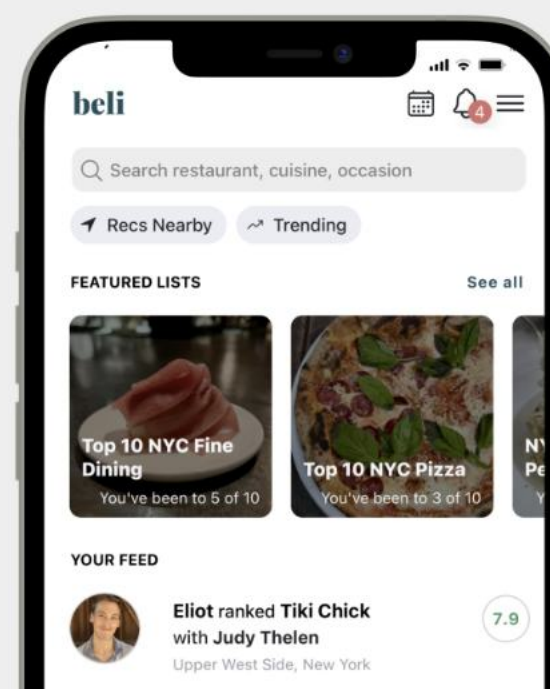 beli
4
Search restaurant, cuisine, occasion
Recs Nearby
Trending
FEATURED LISTS
See all
Top 10 NYC Fine
Dining
You've been to 5 of 10
Top 10 NYC Pizza
You've been to 3 of 10
YOUR FEED
Eliot ranked Tiki Chick
with Judy Thelen
Upper West Side, New York
7.9